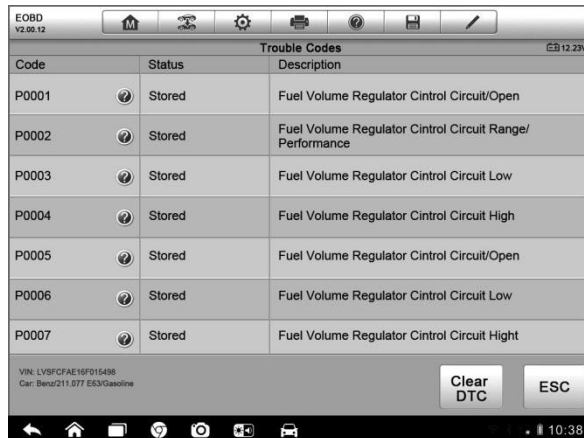 EOBD
V2.00.12
Trouble Codes
12.23V
Code Status Description
P0001 Stored Fuel Volume Regulator Cintrol Circuit/Open
P0002 Stored Fuel Volume Regulator Cintrol Circuit Range/
Performance
P0003 Stored Fuel Volume Regulator Cintrol Circuit Low
P0004 Stored Fuel Volume Regulator Cintrol Circuit High
P0005 Stored Fuel Volume Regulator Cintrol Circuit/Open
P0006 Stored Fuel Volume Regulator Cintrol Circuit Low
P0007 Stored Fuel Volume Regulator Cintrol Circuit Hight
VIN: LVSFCFAE16F015498
Car: Benz/211.077 E63/Gasoline
Clear
DTC
ESC
10:38